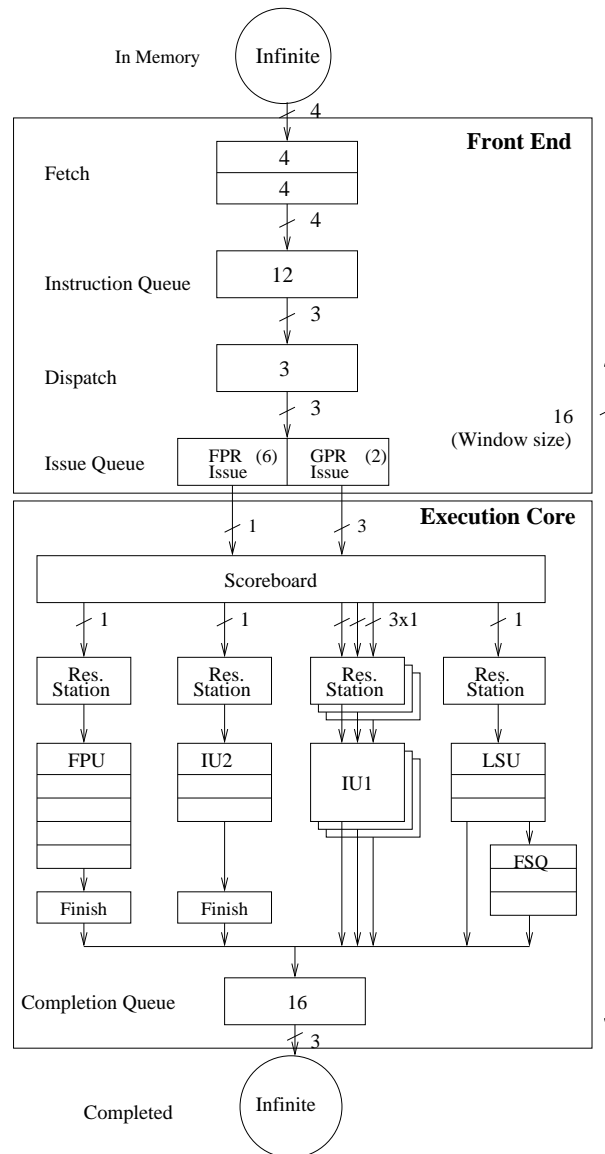 In Memory
Infinite
4
Front End
Fetch
4
4
4
Instruction Queue
12
3
Dispatch
3
3
16
(Window size)
Issue Queue
FPR (6)
Issue
GPR (2)
Issue
1
3
Execution Core
Scoreboard
1
1
3x1
1
Res.
Station
Res.
Station
Res.
Station
Res.
Station
FPU
IU2
IU1
LSU
FSQ
Finish
Finish
Completion Queue
16
3
Completed
Infinite